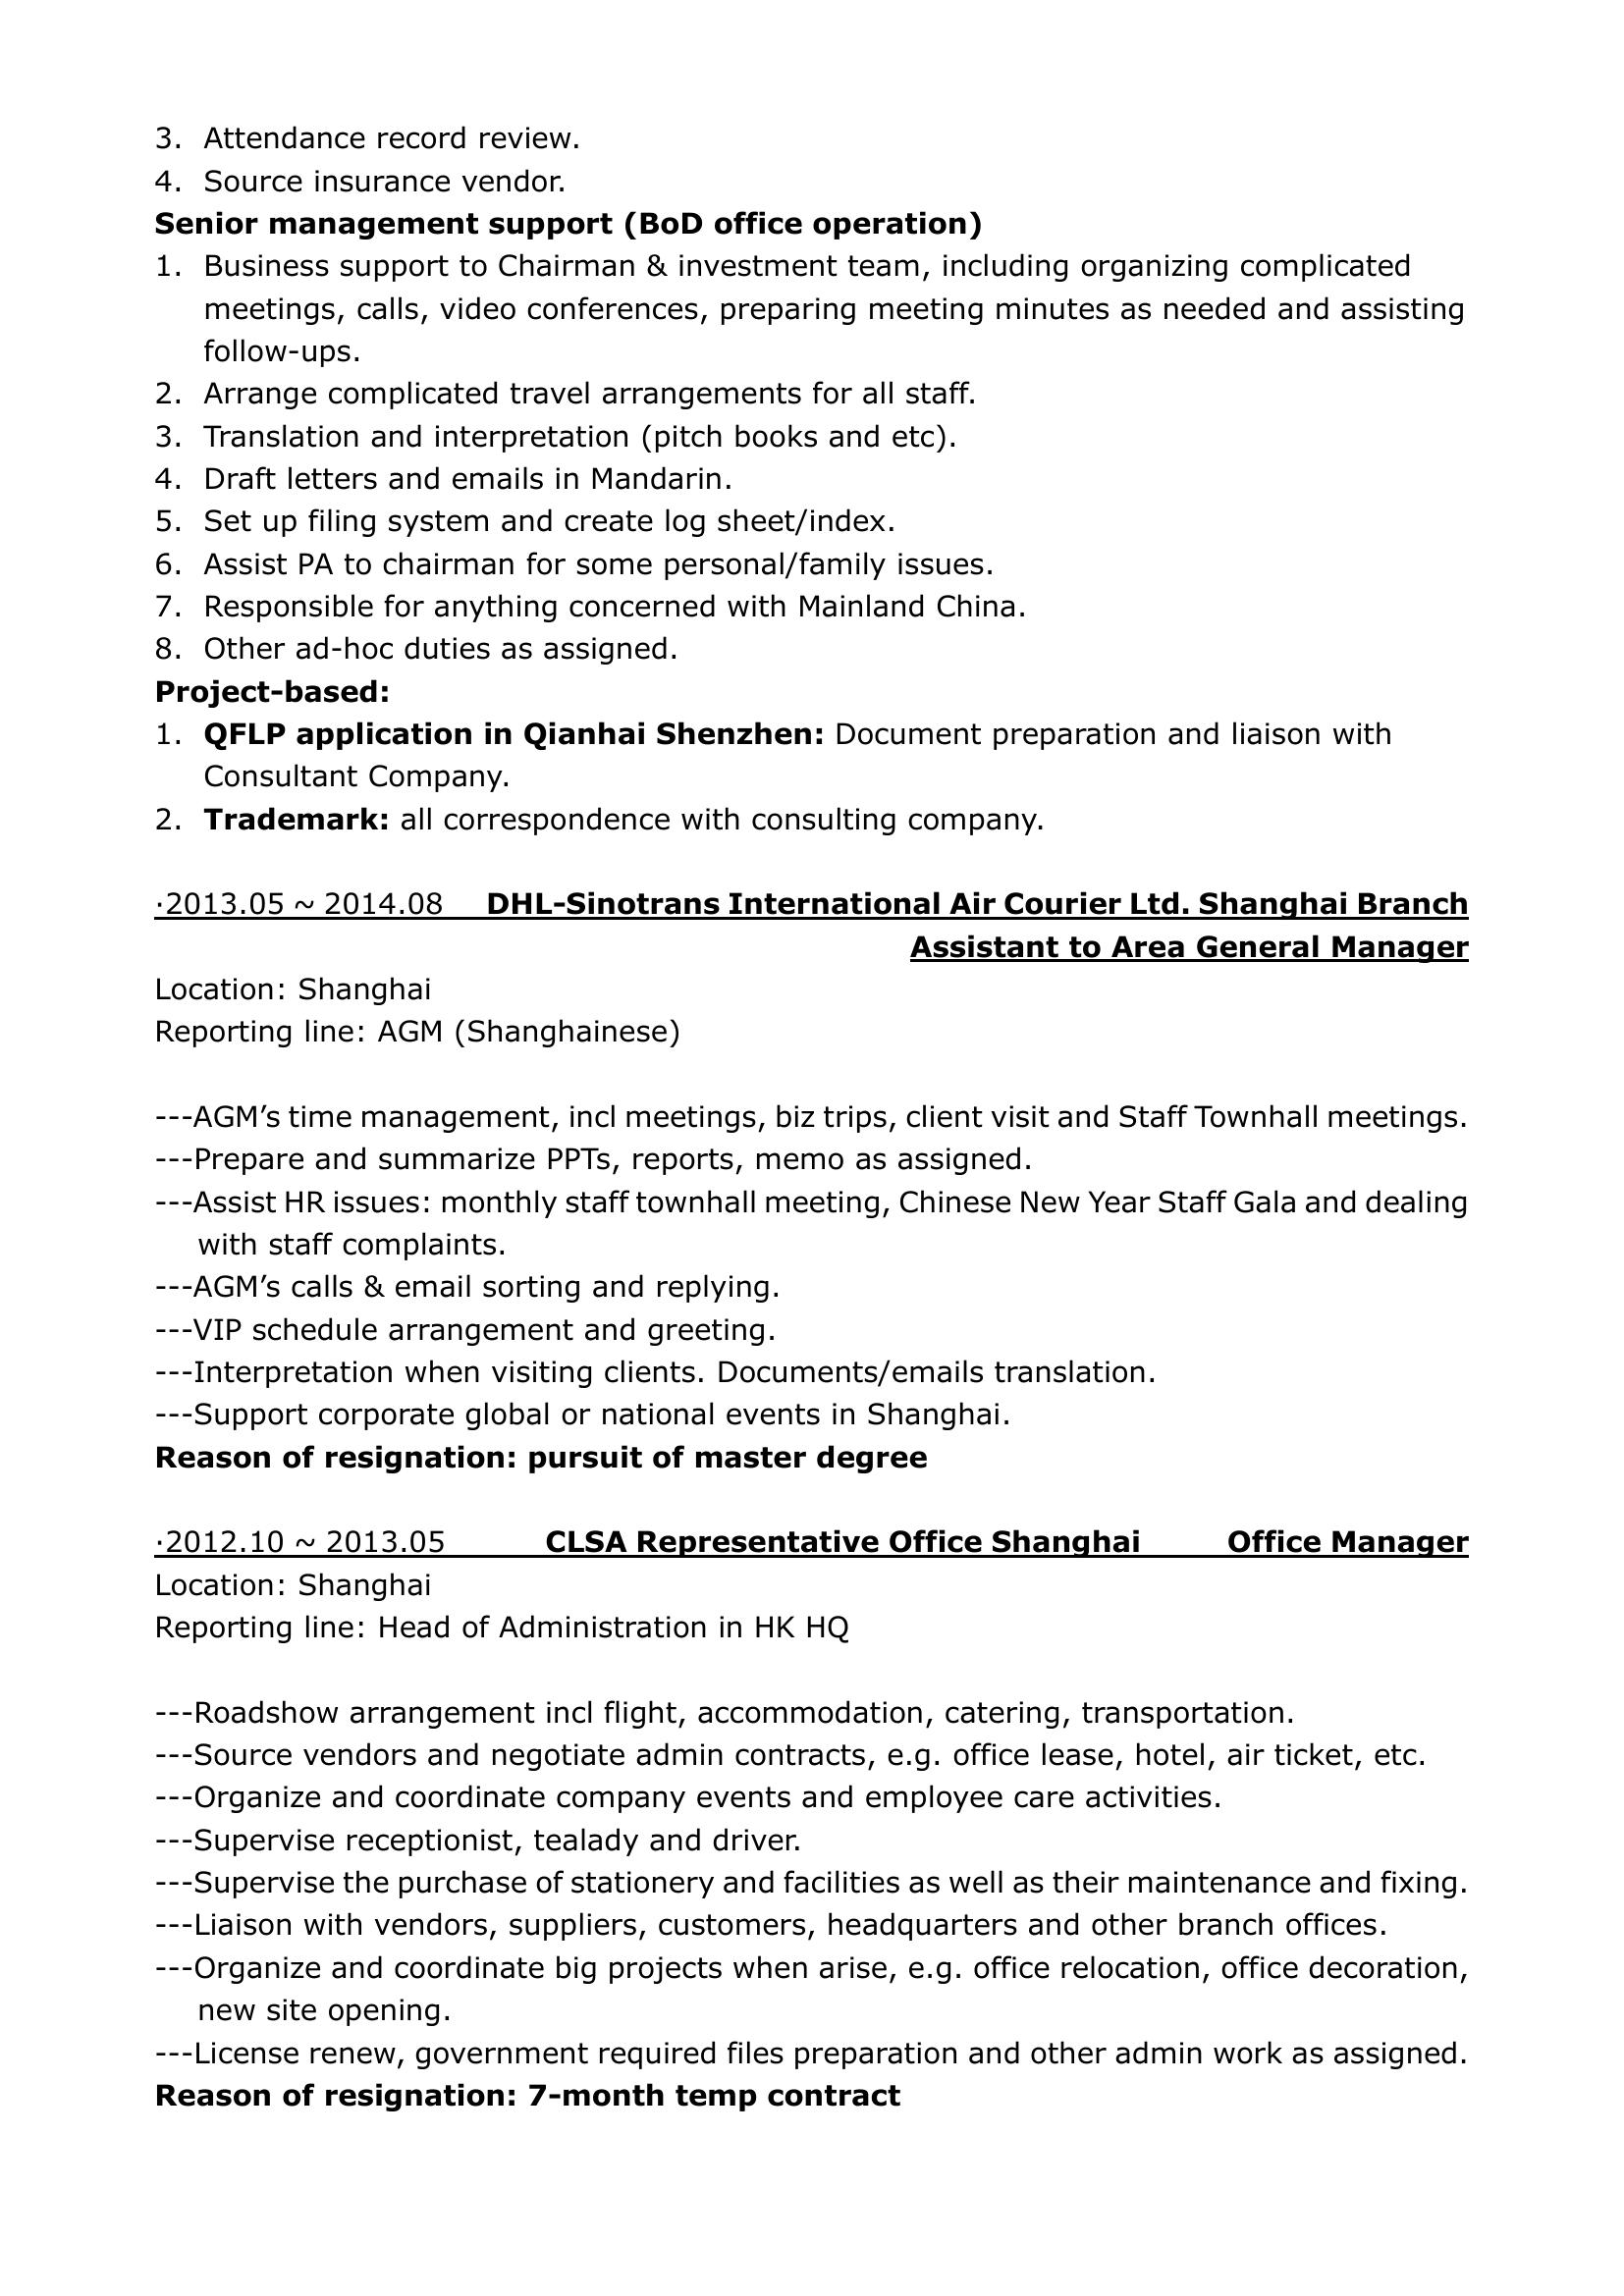 3. Attendance record review.
4. Source insurance vendor.
Senior management support (BoD office operation)
1. Business support to Chairman & investment team, including organizing complicated
meetings, calls, video conferences, preparing meeting minutes as needed and assisting
follow-ups.
2. Arrange complicated travel arrangements for all staff.
3. Translation and interpretation (pitch books and etc).
4. Draft letters and emails in Mandarin.
5. Set up filing system and create log sheet/index.
6. Assist PA to chairman for some personal/family issues.
7. Responsible for anything concerned with Mainland China.
8. Other ad-hoc duties as assigned.
Project-based:
1. QFLP application in Qianhai Shenzhen: Document preparation and liaison with
Consultant Company.
2. Trademark: all correspondence with consulting company.
·2013.05 ~ 2014.08 DHL-Sinotrans International Air Courier Ltd. Shanghai Branch
Assistant to Area General Manager
Location: Shanghai
Reporting line: AGM (Shanghainese)
---AGM’s time management, incl meetings, biz trips, client visit and Staff Townhall meetings.
---Prepare and summarize PPTs, reports, memo as assigned.
---Assist HR issues: monthly staff townhall meeting, Chinese New Year Staff Gala and dealing
with staff complaints.
---AGM’s calls & email sorting and replying.
---VIP schedule arrangement and greeting.
---Interpretation when visiting clients. Documents/emails translation.
---Support corporate global or national events in Shanghai.
Reason of resignation: pursuit of master degree
·2012.10 ~ 2013.05 CLSA Representative Office Shanghai Office Manager
Location: Shanghai
Reporting line: Head of Administration in HK HQ
---Roadshow arrangement incl flight, accommodation, catering, transportation.
---Source vendors and negotiate admin contracts, e.g. office lease, hotel, air ticket, etc.
---Organize and coordinate company events and employee care activities.
---Supervise receptionist, tealady and driver.
---Supervise the purchase of stationery and facilities as well as their maintenance and fixing.
---Liaison with vendors, suppliers, customers, headquarters and other branch offices.
---Organize and coordinate big projects when arise, e.g. office relocation, office decoration,
new site opening.
---License renew, government required files preparation and other admin work as assigned.
Reason of resignation: 7-month temp contract